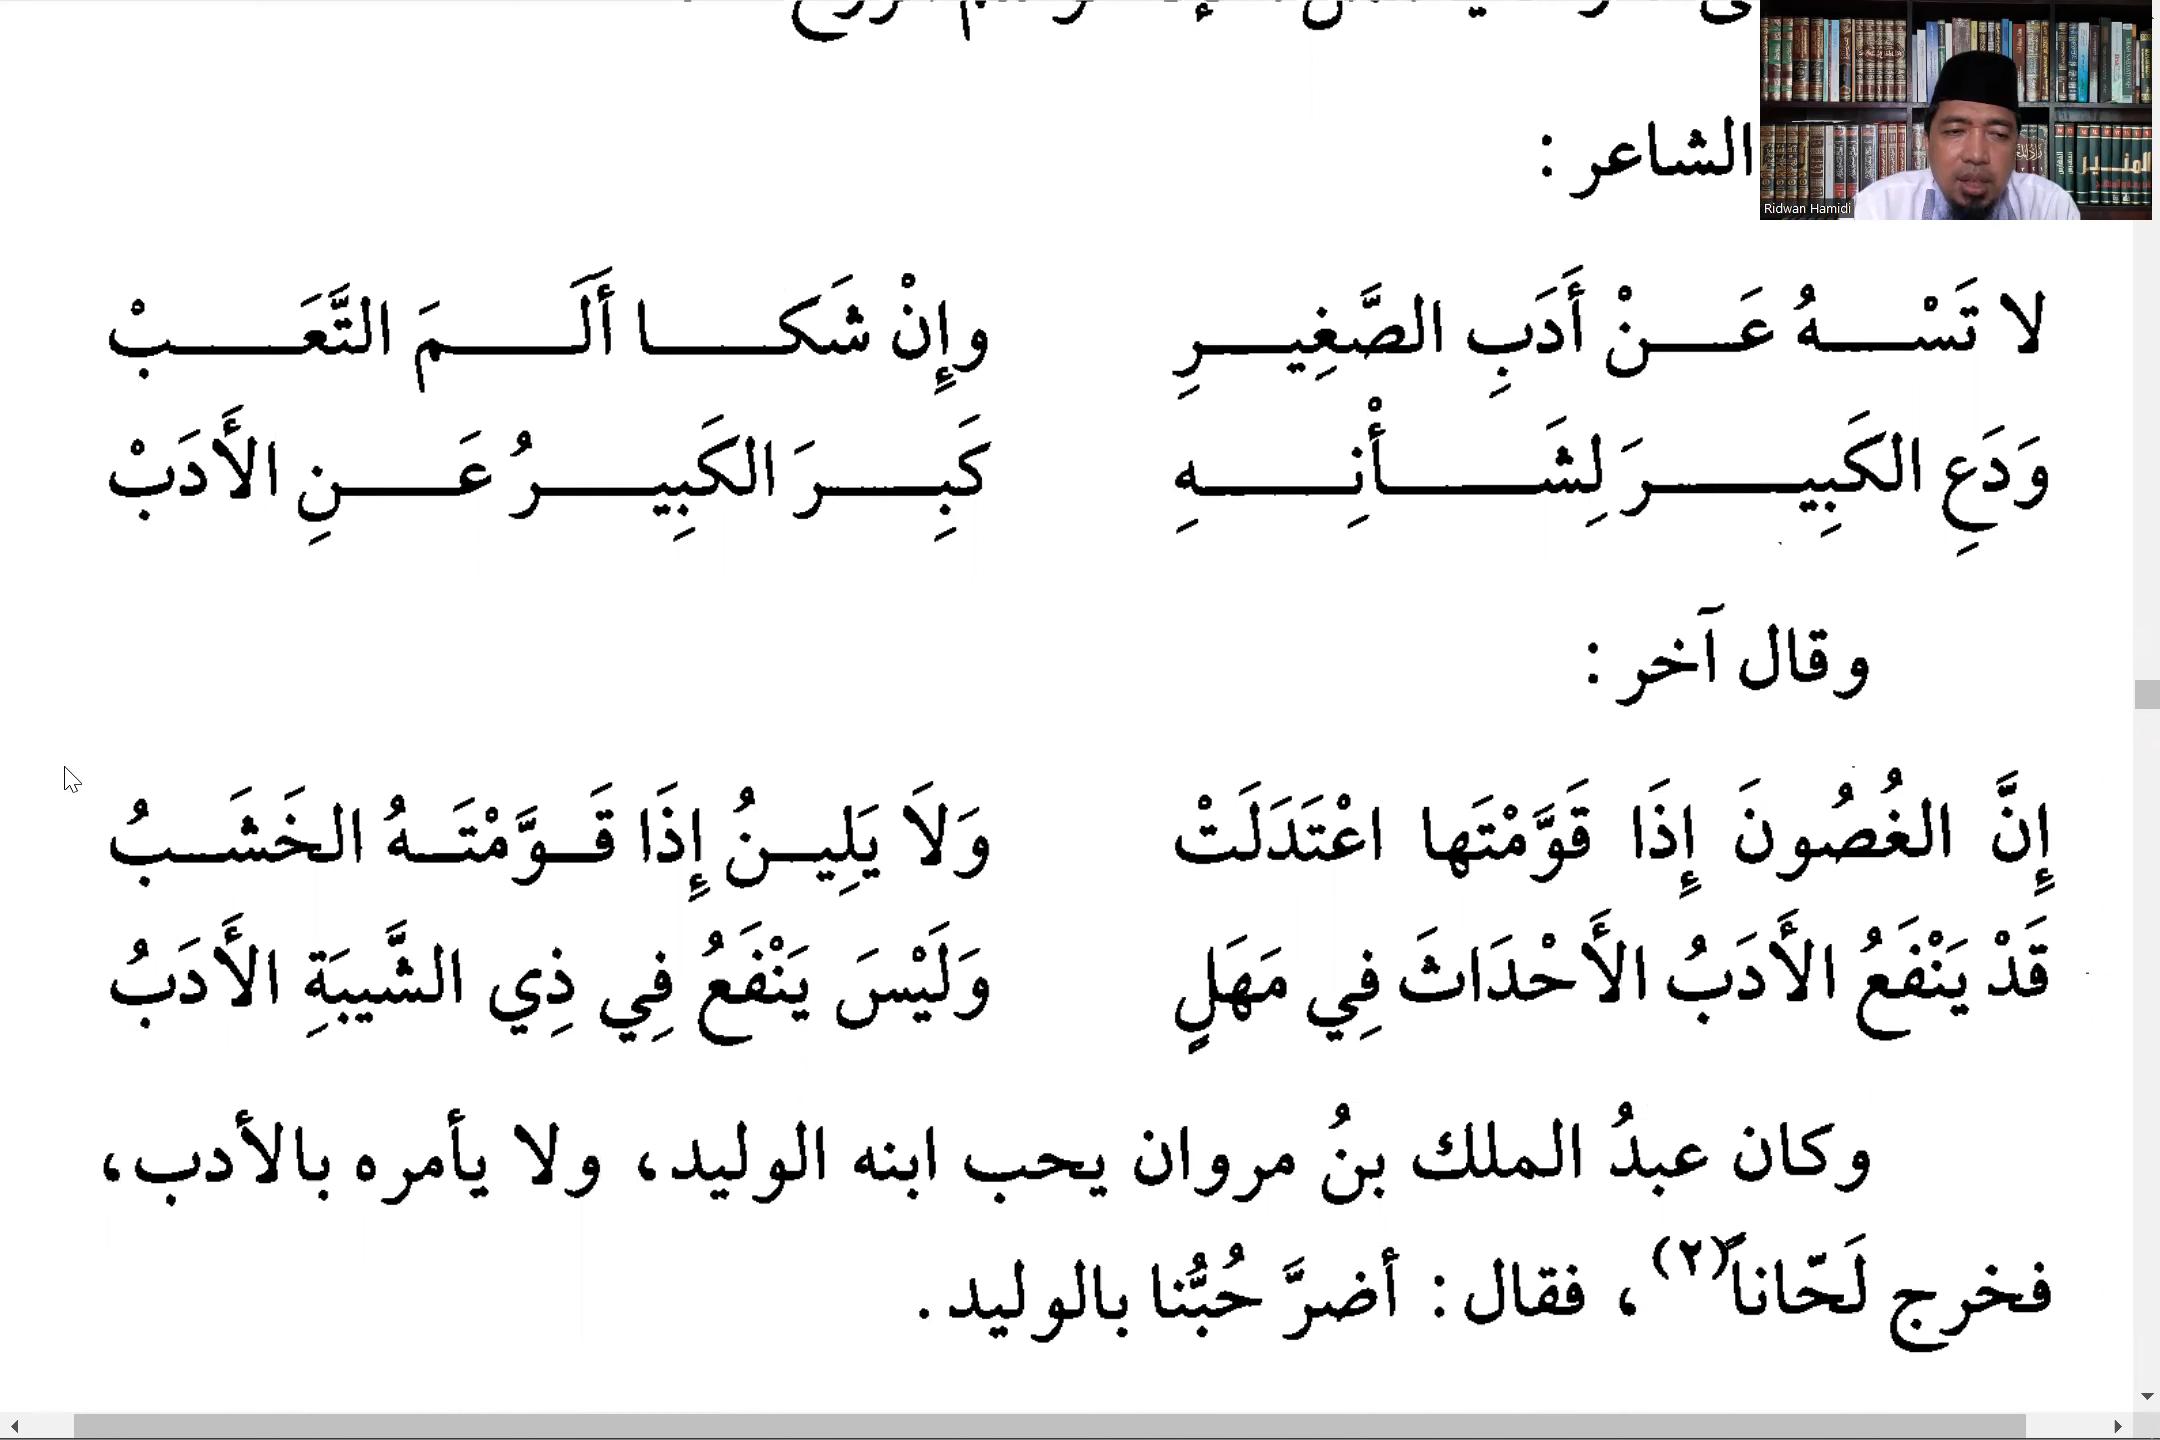 الشاعر :
Ridwan Hamidi
لا تَسْهُ عَنْ أَدَبِ الصَّغِيرِ وإِنْ شَكا أَلَمَ التَّعَبْ
وَدَعِ الكَبِيرَ لِشَأْنِهِ كَبِرَ الكَبِيرُ عَنِ الأَدَبْ
وقال آخر :
إِنَّ الغُصُونَ إِذَا قَوَّمْتَها اعْتَدَلَتْ وَلَا يَلِينُ إِذَا قَوَّمْتَهُ الخَشَبُ
قَدْ يَنْفَعُ الأَدَبُ الأَحْدَاثَ فِي مَهَلٍ وَلَيْسَ يَنْفَعُ فِي ذِي الشَّيبَةِ الأَدَبُ
وكان عبدُ الملك بنُ مروان يحب ابنه الوليد، ولا يأمره بالأدب،
فخرج لَحّاناً(٢) ، فقال : أضرَّ حُبُّنا بالوليد .